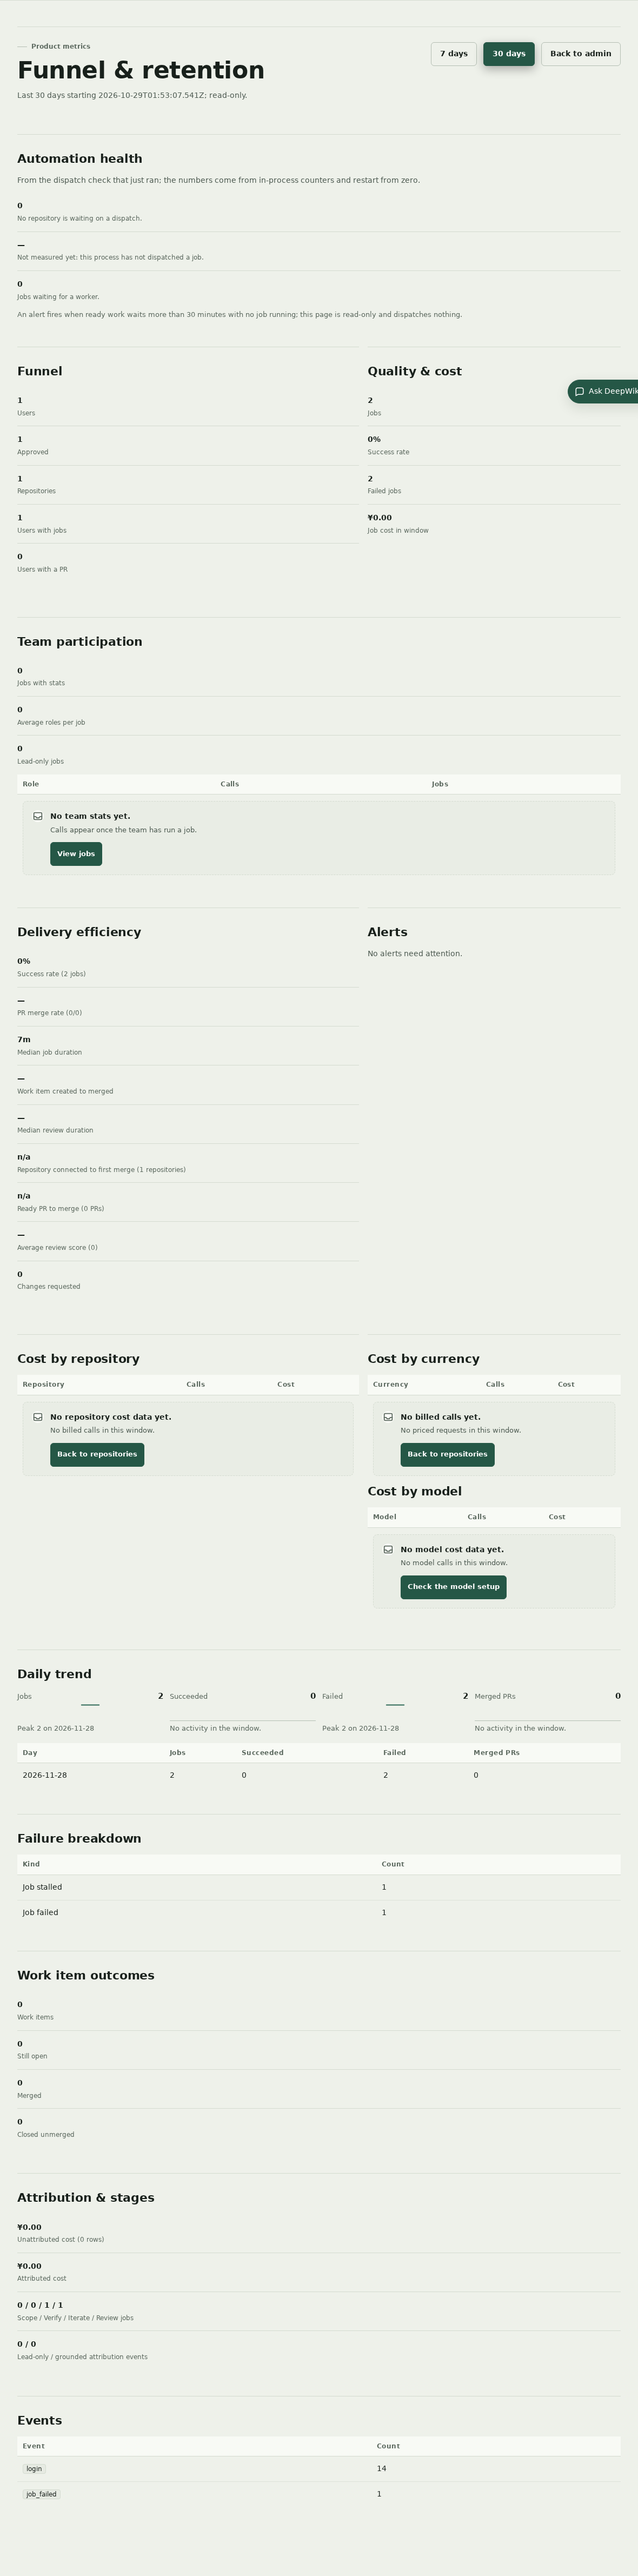 Product metrics
Funnel & retention
Last 30 days starting 2026-10-29T01:53:07.541Z; read-only.
7 days
30 days
Back to admin
Automation health
From the dispatch check that just ran; the numbers come from in-process counters and restart from zero.
0
No repository is waiting on a dispatch.
—
Not measured yet: this process has not dispatched a job.
0
Jobs waiting for a worker.
An alert fires when ready work waits more than 30 minutes with no job running; this page is read-only and dispatches nothing.
Funnel
1
Users
1
Approved
1
Repositories
1
Users with jobs
0
Users with a PR
Quality & cost
2
Jobs
0%
Success rate
2
Failed jobs
¥0.00
Job cost in window
Ask DeepWik
Team participation
0
Jobs with stats
0
Average roles per job
0
Lead-only jobs
Role Calls Jobs
No team stats yet.
Calls appear once the team has run a job.
View jobs
Delivery efficiency
0%
Success rate (2 jobs)
—
PR merge rate (0/0)
7m
Median job duration
—
Work item created to merged
—
Median review duration
n/a
Repository connected to first merge (1 repositories)
n/a
Ready PR to merge (0 PRs)
—
Average review score (0)
0
Changes requested
Alerts
No alerts need attention.
Cost by repository
Repository Calls Cost
No repository cost data yet.
No billed calls in this window.
Back to repositories
Cost by currency
Currency Calls Cost
No billed calls yet.
No priced requests in this window.
Back to repositories
Cost by model
Model Calls Cost
No model cost data yet.
No model calls in this window.
Check the model setup
Daily trend
Jobs 2 Succeeded 0 Failed 2 Merged PRs 0
Peak 2 on 2026-11-28 No activity in the window. Peak 2 on 2026-11-28 No activity in the window.
Day Jobs Succeeded Failed Merged PRs
2026-11-28 2 0 2 0
Failure breakdown
Kind Count
Job stalled 1
Job failed 1
Work item outcomes
0
Work items
0
Still open
0
Merged
0
Closed unmerged
Attribution & stages
¥0.00
Unattributed cost (0 rows)
¥0.00
Attributed cost
0 / 0 / 1 / 1
Scope / Verify / Iterate / Review jobs
0 / 0
Lead-only / grounded attribution events
Events
Event Count
login 14
job_failed 1